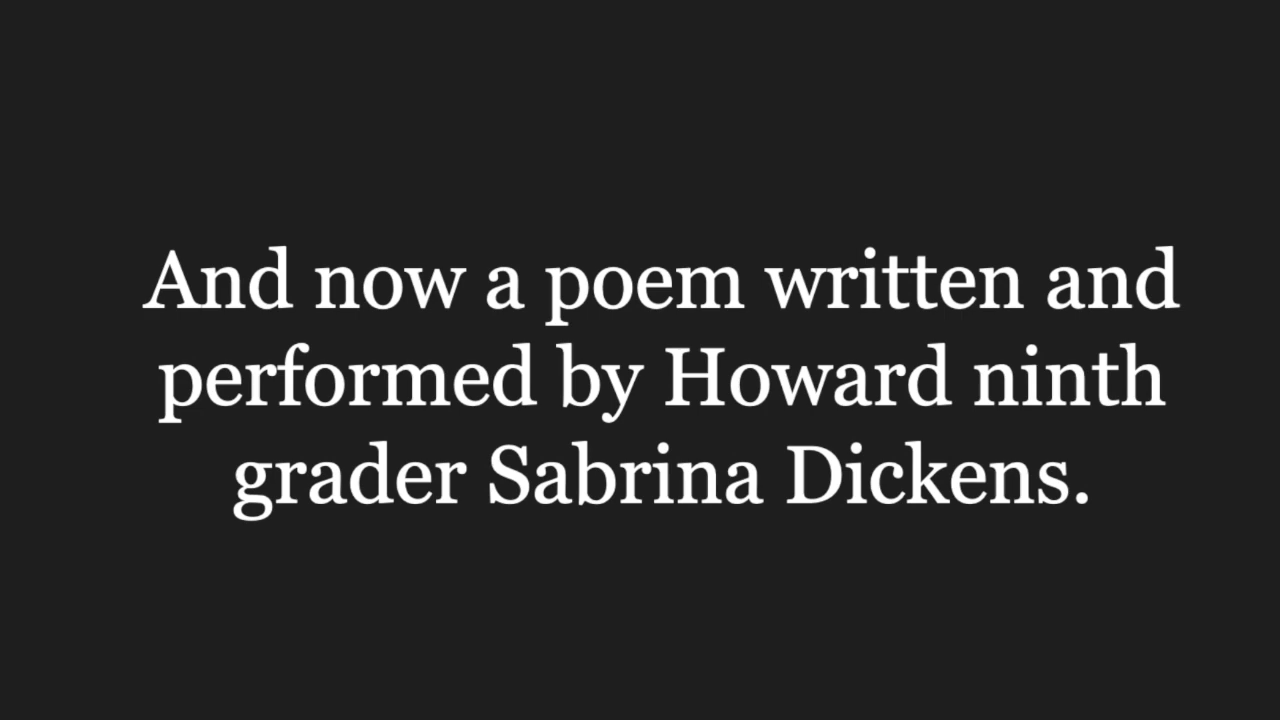 And now a poem written and
performed by Howard ninth
grader Sabrina Dickens.